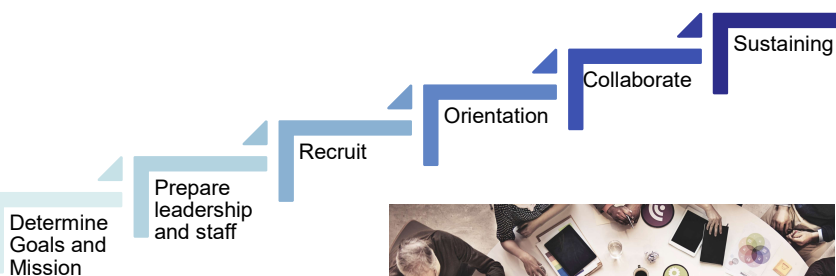 Determine
Goals and
Mission
Prepare
leadership
and staff
Recruit
Orientation
Collaborate
Sustaining